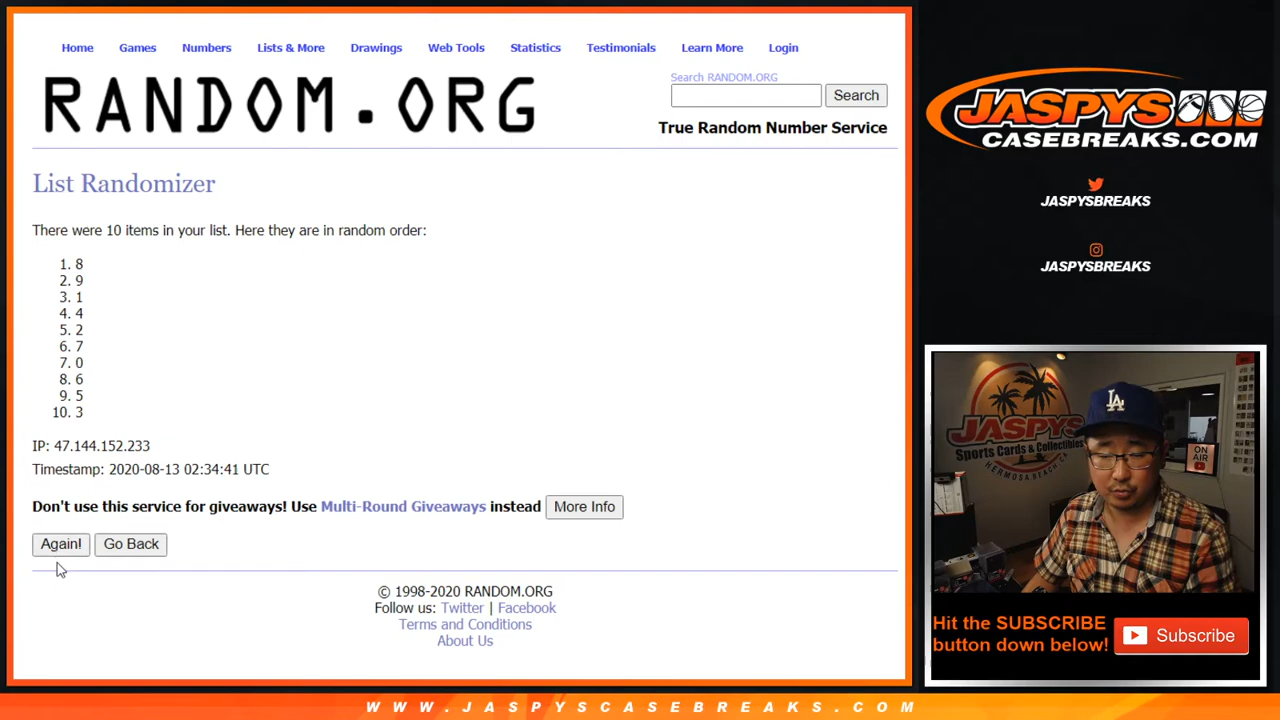 Home Games Numbers Lists & More Drawings Web Tools Statistics Testimonials Learn More Login
RANDOM.ORG
Search RANDOM.ORG
Search
True Random Number Service
List Randomizer
There were 10 items in your list. Here they are in random order:
1. 8
2. 9
3. 1
4. 4
5. 2
6. 7
7. 0
8. 6
9. 5
10. 3
IP: 47.144.152.233
Timestamp: 2020-08-13 02:34:41 UTC
Don't use this service for giveaways! Use Multi-Round Giveaways instead More Info
Again! Go Back
© 1998-2020 RANDOM.ORG
Follow us: Twitter | Facebook
Terms and Conditions
About Us
JASPYS
CASEBREAKS.COM
JASPYSBREAKS
JASPYSBREAKS
JASPYS
Sports Cards & Collectibles
HERMOSA BEACH, CA
LA
ON AIR
Hit the SUBSCRIBE
button down below!
Subscribe
WWW.JASPYSCASEBREAKS.COM